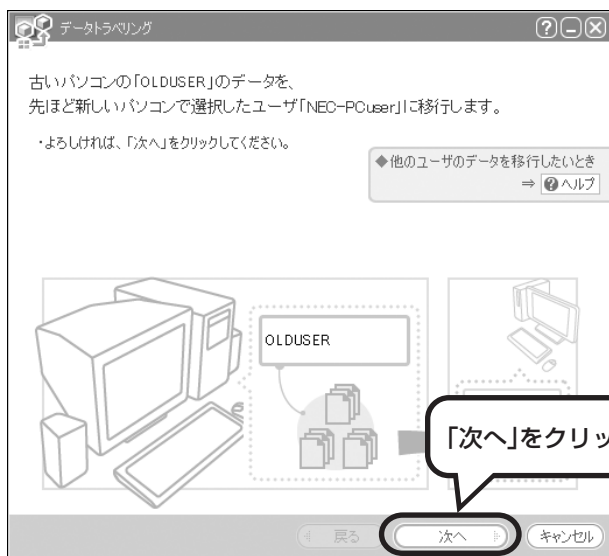 データトラベリング
古いパソコンの「OLDUSER」のデータを、
先ほど新しいパソコンで選択したユーザ「NEC-PCuser」に移行します。
・よろしければ、「次へ」をクリックしてください。
◆他のユーザのデータを移行したいとき
⇒ ?ヘルプ
OLDUSER
「次へ」をクリッ
戻る
次へ
キャンセル